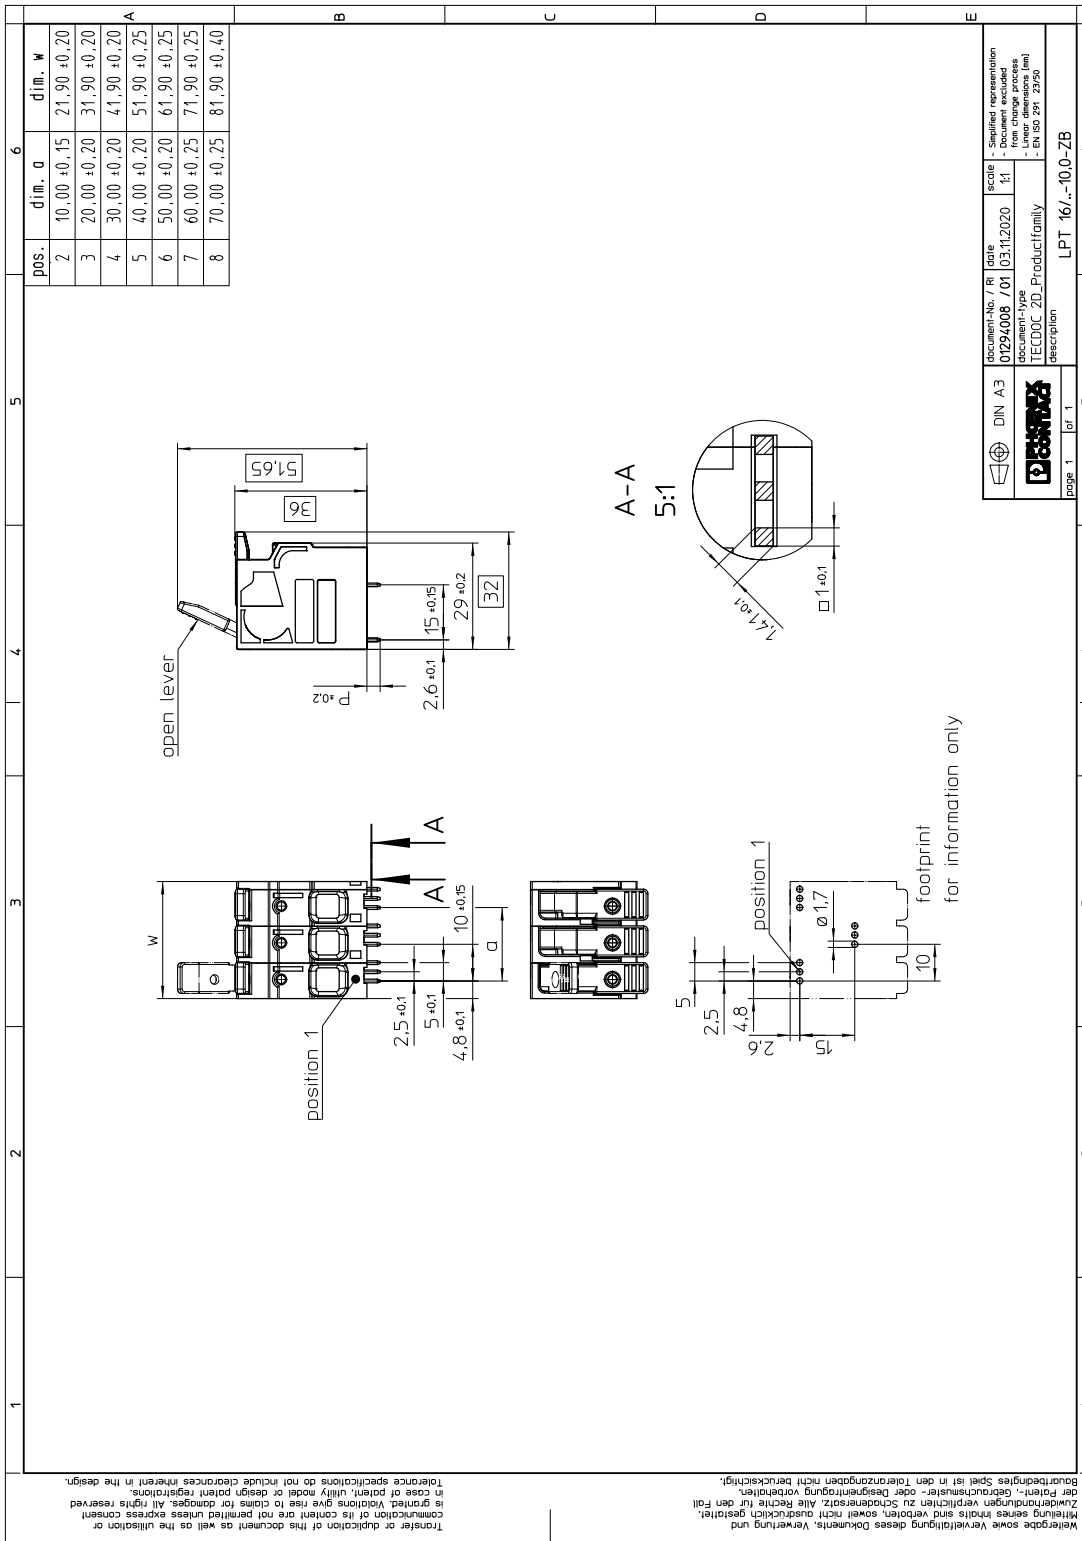 1
2
3
4
5
6
A
B
C
D
E
pos. dim. a dim. w
2 10,00 ±0,15 21,90 ±0,20
3 20,00 ±0,20 31,90 ±0,20
4 30,00 ±0,20 41,90 ±0,20
5 40,00 ±0,20 51,90 ±0,25
6 50,00 ±0,20 61,90 ±0,25
7 60,00 ±0,25 71,90 ±0,25
8 70,00 ±0,25 81,90 ±0,40
open lever
51,65
36
P ±0,2
2,6 ±0,1
15 ±0,15
29 ±0,2
32
w
position 1
2,5 ±0,1
5 ±0,1
4,8 ±0,1
10 ±0,15
a
A
A
A-A
5:1
1,41 ±0,1
□ 1 ±0,1
position 1
5
2,5
4,8
2,6
15
⌀ 1,7
10
footprint
for information only
DIN A3
PHOENIX
CONTACT
page 1 of 1
document-No. / RI date scale
01294008 / 01 03.11.2020 1:1
document-type
TECDOC 2D_Productfamily
- Simplified representation
- Document excluded
from change process
- Linear dimensions [mm]
- EN ISO 291 23/50
description
LPT 16/..-10,0-ZB
Transfer or duplication of this document as well as the utilisation or
communication of its content are not permitted unless express consent
is granted. Violations give rise to claims for damages. All rights reserved
in case of patent, utility model or design patent registrations.
Tolerance specifications do not include clearances inherent in the design.
Weitergabe sowie Vervielfältigung dieses Dokuments, Verwertung und
Mitteilung seines Inhalts sind verboten, soweit nicht ausdrücklich gestattet.
Zuwiderhandlungen verpflichten zu Schadenersatz. Alle Rechte für den Fall
der Patent-, Gebrauchsmuster- oder Designeintragung vorbehalten.
Bauartbedingtes Spiel ist in den Toleranzangaben nicht berücksichtigt.